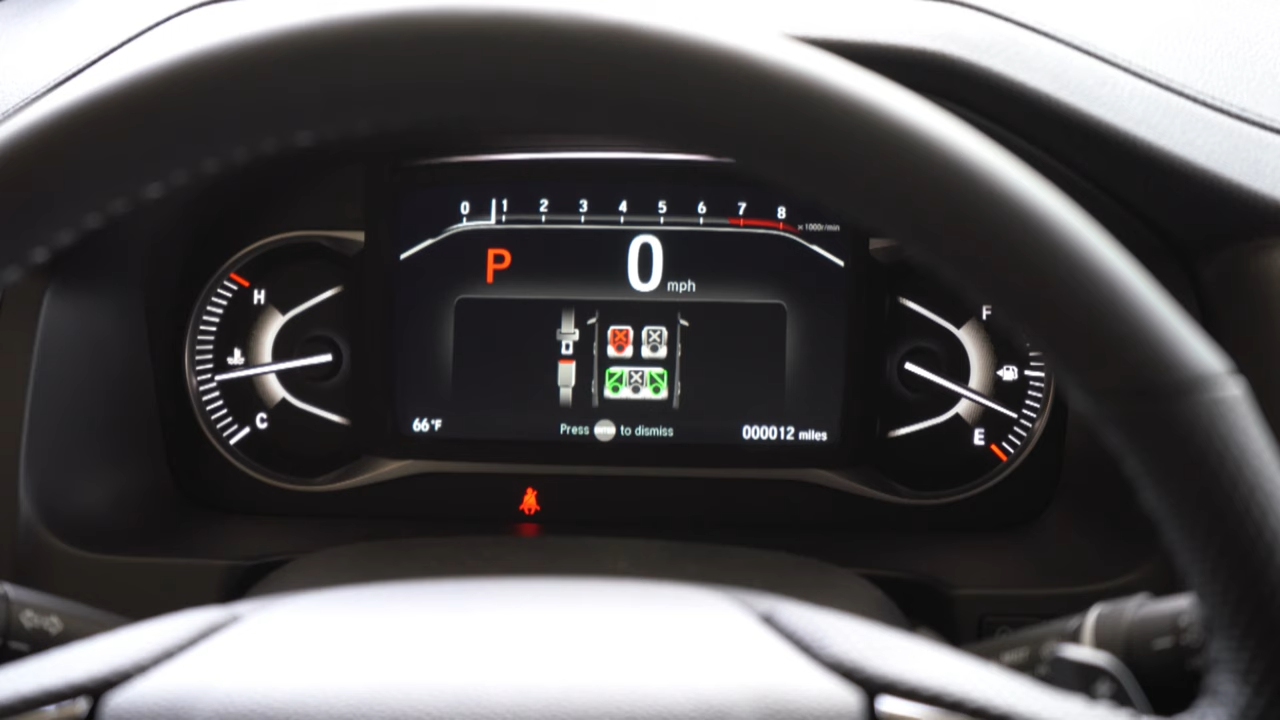 0 1 2 3 4 5 6 7 8
x 1000r/min
P 0 mph
H
F
C
E
66°F
Press to dismiss
000012 miles